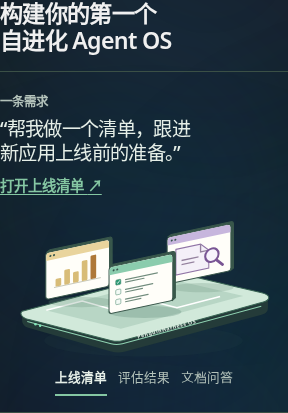 构建你的第一个
自进化 Agent OS
一条需求
“帮我做一个清单，跟进
新应用上线前的准备。”
打开上线清单 ↗
上线清单 评估结果 文档问答